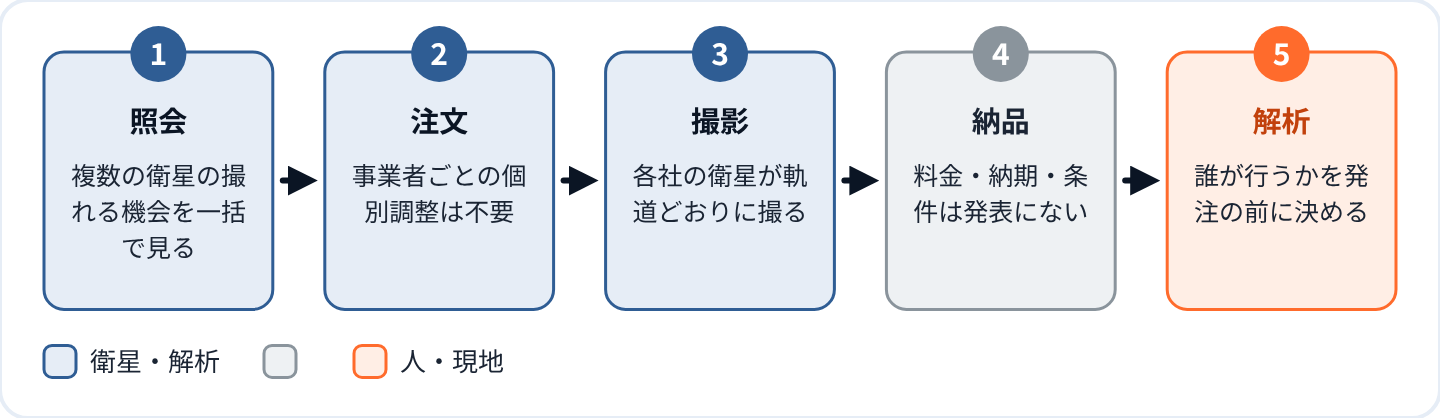 1
照会
複数の衛星の撮
れる機会を一括
で見る
2
注文
事業者ごとの個
別調整は不要
3
撮影
各社の衛星が軌
道どおりに撮る
4
納品
料金・納期・条
件は発表にない
5
解析
誰が行うかを発
注の前に決める
衛星・解析
人・現地